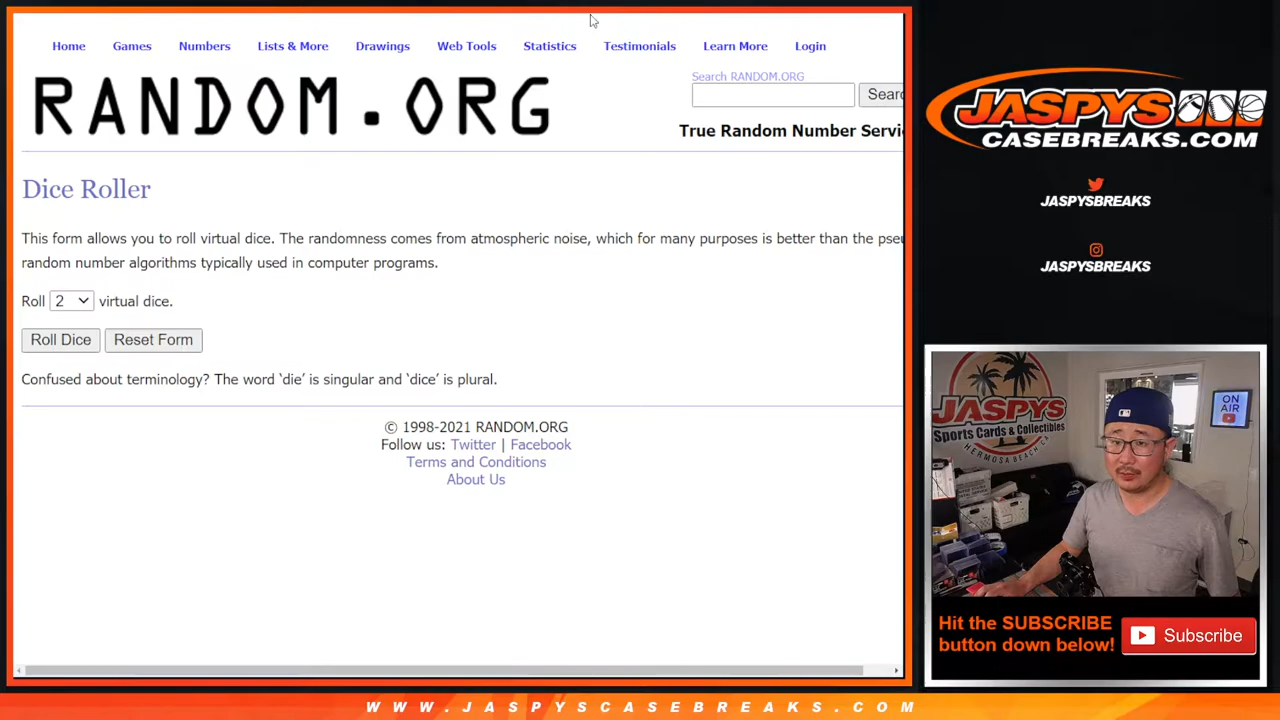 Home Games Numbers Lists & More Drawings Web Tools Statistics Testimonials Learn More Login
RANDOM.ORG
Search RANDOM.ORG
Searc
True Random Number Servi
Dice Roller
This form allows you to roll virtual dice. The randomness comes from atmospheric noise, which for many purposes is better than the pseu
random number algorithms typically used in computer programs.
Roll 2 virtual dice.
Roll Dice Reset Form
Confused about terminology? The word ‘die’ is singular and ‘dice’ is plural.
© 1998-2021 RANDOM.ORG
Follow us: Twitter | Facebook
Terms and Conditions
About Us
JASPYS
CASEBREAKS.COM
JASPYSBREAKS
JASPYSBREAKS
JASPYS
Sports Cards & Collectibles
HERMOSA BEACH CA
ON
AIR
Hit the SUBSCRIBE
button down below!
Subscribe
WWW.JASPYSCASEBREAKS.COM